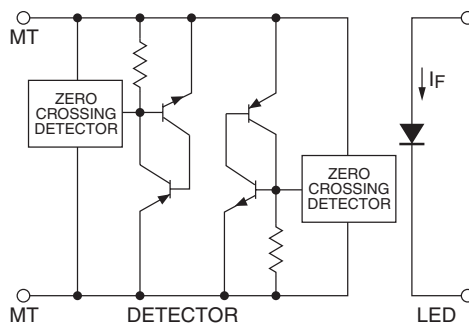 MT
ZERO
CROSSING
DETECTOR
IF
ZERO
CROSSING
DETECTOR
MT
DETECTOR
LED